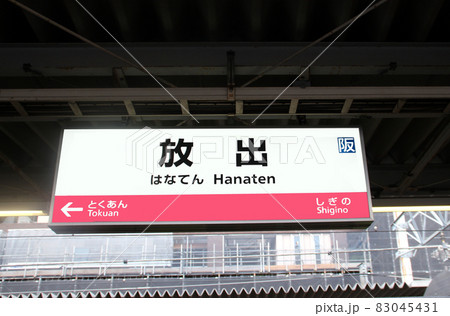 放出
阪
はなてん Hanaten
とくあん
Tokuan
しぎの
Shigino
PIXTA
pixta.jp - 83045431